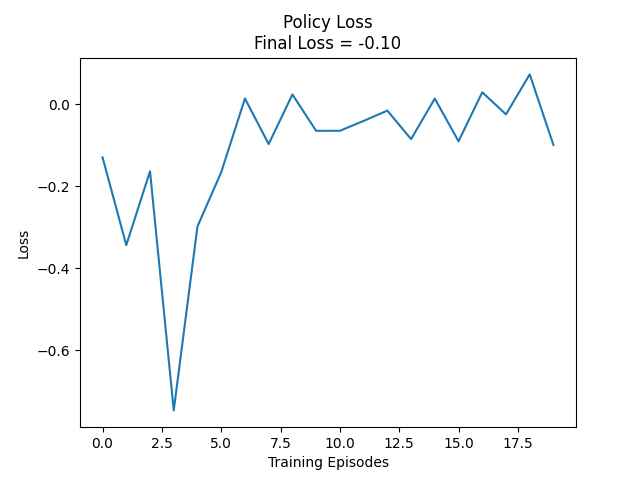 Policy Loss
Final Loss = -0.10
0.0
−0.2
−0.4
−0.6
Loss
0.0 2.5 5.0 7.5 10.0 12.5 15.0 17.5
Training Episodes